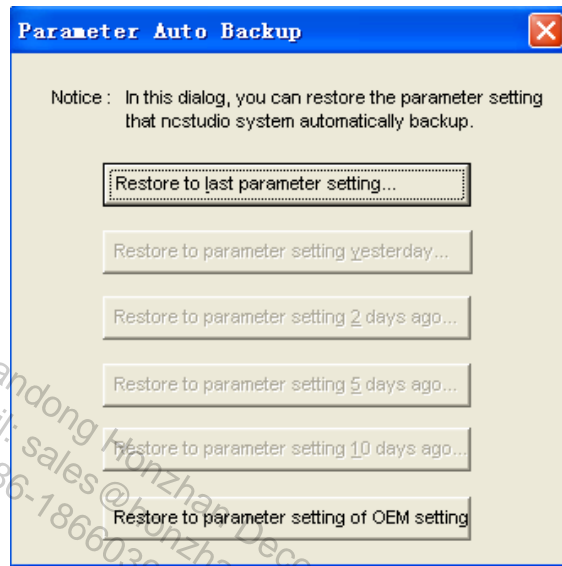 Parameter Auto Backup
Notice : In this dialog, you can restore the parameter setting
that ncstudio system automatically backup.
Restore to last parameter setting...
Restore to parameter setting yesterday...
Restore to parameter setting 2 days ago...
Restore to parameter setting 5 days ago...
Restore to parameter setting 10 days ago...
Restore to parameter setting of OEM setting